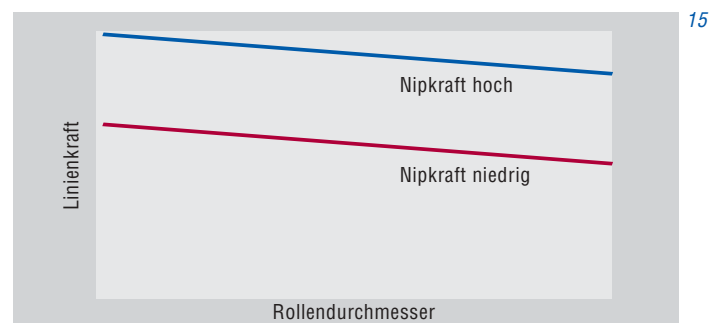 15
Nipkraft hoch
Linienkraft
Nipkraft niedrig
Rollendurchmesser